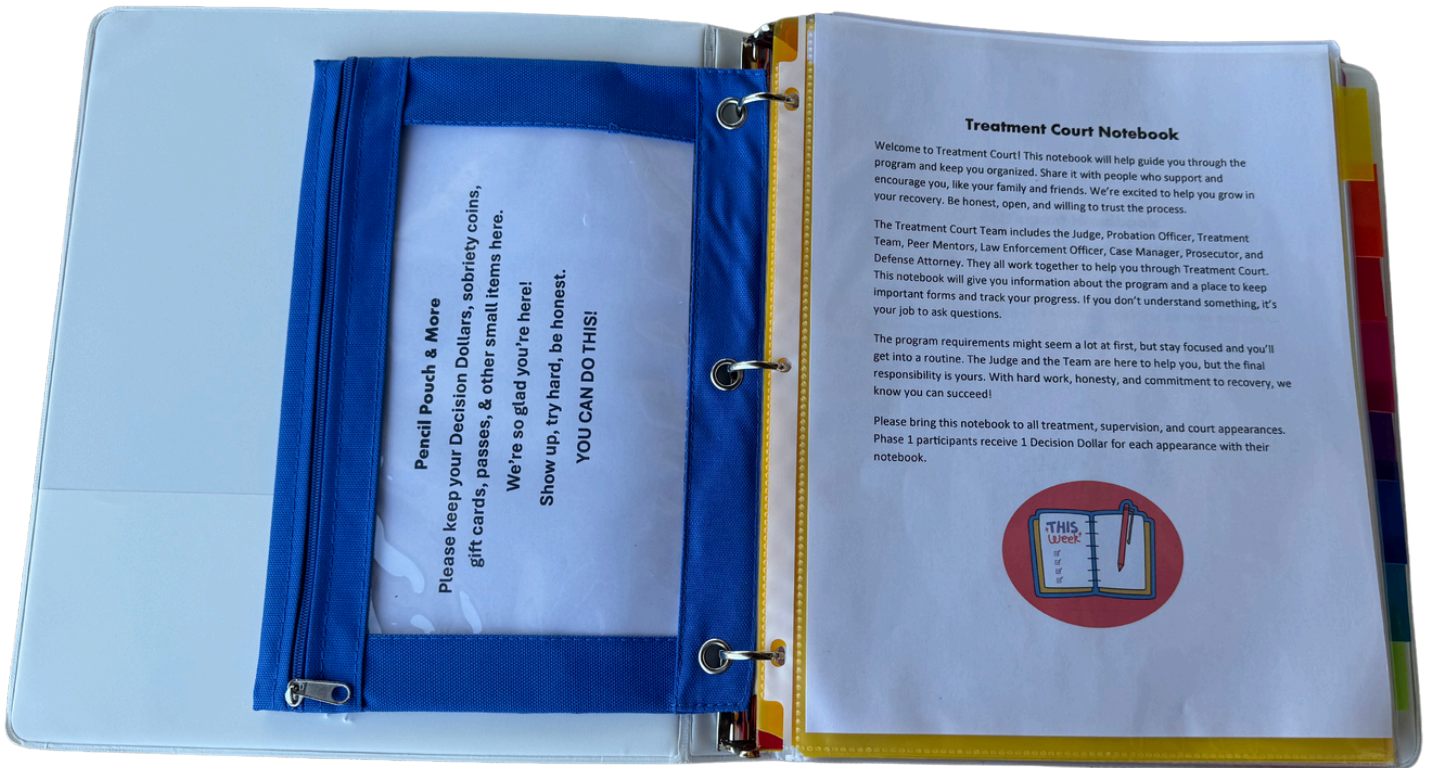 Pencil Pouch & More
Please keep your Decision Dollars, sobriety coins,
gift cards, passes, & other small items here.
We're so glad you're here!
Show up, try hard, be honest.
YOU CAN DO THIS!
Treatment Court Notebook
Welcome to Treatment Court! This notebook will help guide you through the
program and keep you organized. Share it with people who support and
encourage you, like your family and friends. We're excited to help you grow in
your recovery. Be honest, open, and willing to trust the process.
The Treatment Court Team includes the Judge, Probation Officer, Treatment
Team, Peer Mentors, Law Enforcement Officer, Case Manager, Prosecutor, and
Defense Attorney. They all work together to help you through Treatment Court.
This notebook will give you information about the program and a place to keep
important forms and track your progress. If you don't understand something, it's
your job to ask questions.
The program requirements might seem a lot at first, but stay focused and you'll
get into a routine. The Judge and the Team are here to help you, but the final
responsibility is yours. With hard work, honesty, and commitment to recovery, we
know you can succeed!
Please bring this notebook to all treatment, supervision, and court appearances.
Phase 1 participants receive 1 Decision Dollar for each appearance with their
notebook.
THIS
Week